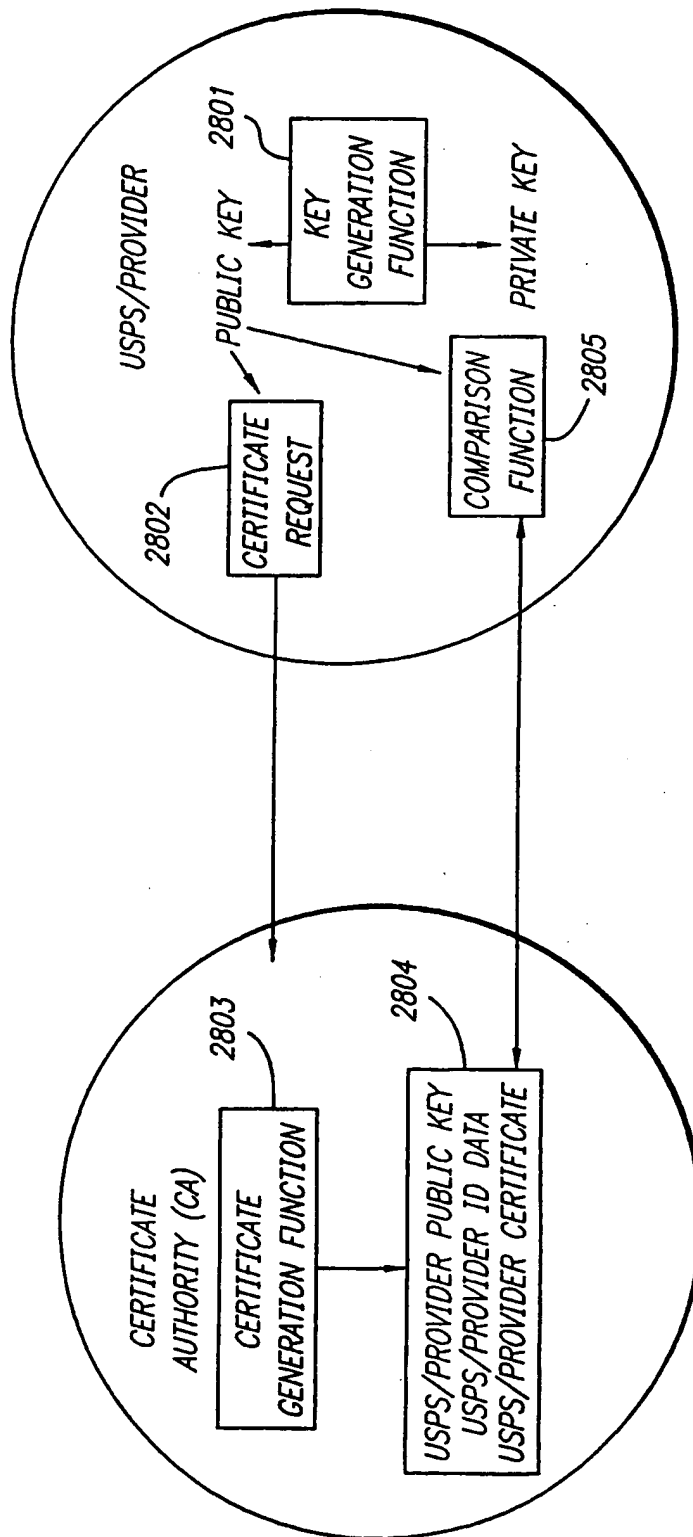 CERTIFICATE
AUTHORITY (CA)
2803
CERTIFICATE
GENERATION FUNCTION
2804
USPS/PROVIDER PUBLIC KEY
USPS/PROVIDER ID DATA
USPS/PROVIDER CERTIFICATE
USPS/PROVIDER
2802
CERTIFICATE
REQUEST
PUBLIC KEY
2801
KEY
GENERATION
FUNCTION
PRIVATE KEY
COMPARISON
FUNCTION
2805